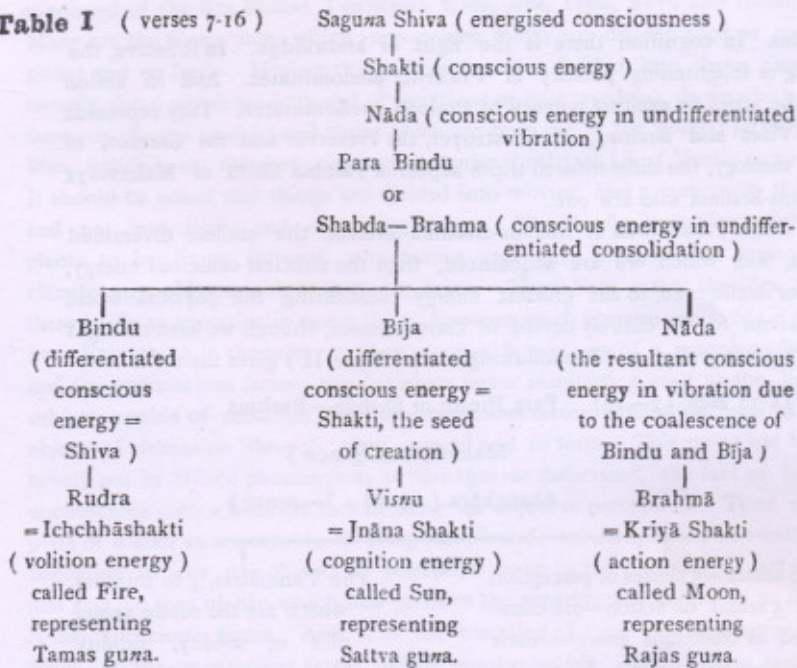 Table I ( verses 7-16 ) Saguna Shiva ( energised consciousness )
Shakti ( conscious energy )
Nāda ( conscious energy in undifferentiated
vibration )
Para Bindu
or
Shabda—Brahma ( conscious energy in undiffer-
entiated consolidation )
Bindu Bija Nāda
( differentiated ( differentiated ( the resultant conscious
conscious conscious energy = energy in vibration due
energy = Shakti, the seed to the coalescence of
Shiva ) of creation ) Bindu and Bija )
Rudra Visnu Brahmā
= Ichchhāshakti = Jnāna Shakti = Kriyā Shakti
( volition energy ) ( cognition energy ) ( action energy )
called Fire, called Sun, called Moon,
representing representing representing
Tamas guna. Sattva guna. Rajas guna.